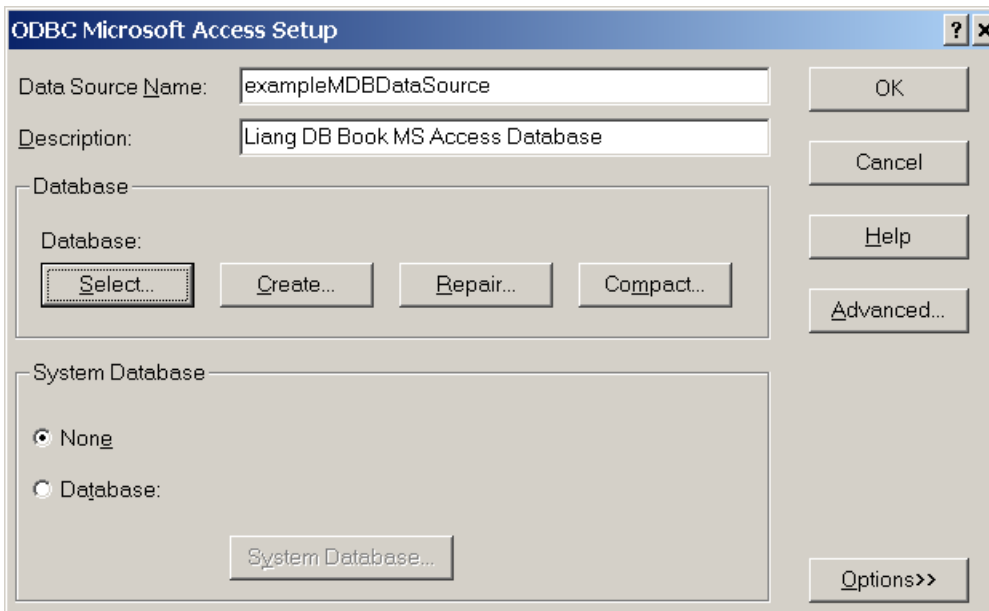 ODBC Microsoft Access Setup
? x
Data Source Name: exampleMDBDataSource
OK
Description: Liang DB Book MS Access Database
Cancel
Database
Database:
Select... Create... Repair... Compact...
Help
Advanced...
System Database
None
Database:
System Database...
Options>>